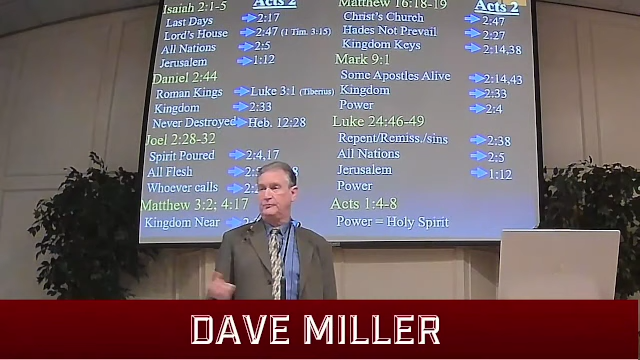 Isaiah 2:1-5 Acts 2
Last Days 2:17
Lord's House 2:47 (1 Tim. 3:15)
All Nations 2:5
Jerusalem 1:12
Daniel 2:44
Roman Kings Luke 3:1 (Tiberius)
Kingdom 2:33
Never Destroyed Heb. 12:28
Joel 2:28-32
Spirit Poured 2:4,17
All Flesh
Whoever calls
Matthew 3:2; 4:17
Kingdom Near
Matthew 16:18-19 Acts 2
Christ's Church 2:47
Hades Not Prevail 2:27
Kingdom Keys 2:14,38
Mark 9:1
Some Apostles Alive 2:14,43
Kingdom 2:33
Power 2:4
Luke 24:46-49
Repent/Remiss./sins 2:38
All Nations 2:5
Jerusalem 1:12
Power
Acts 1:4-8
Power = Holy Spirit
DAVE MILLER